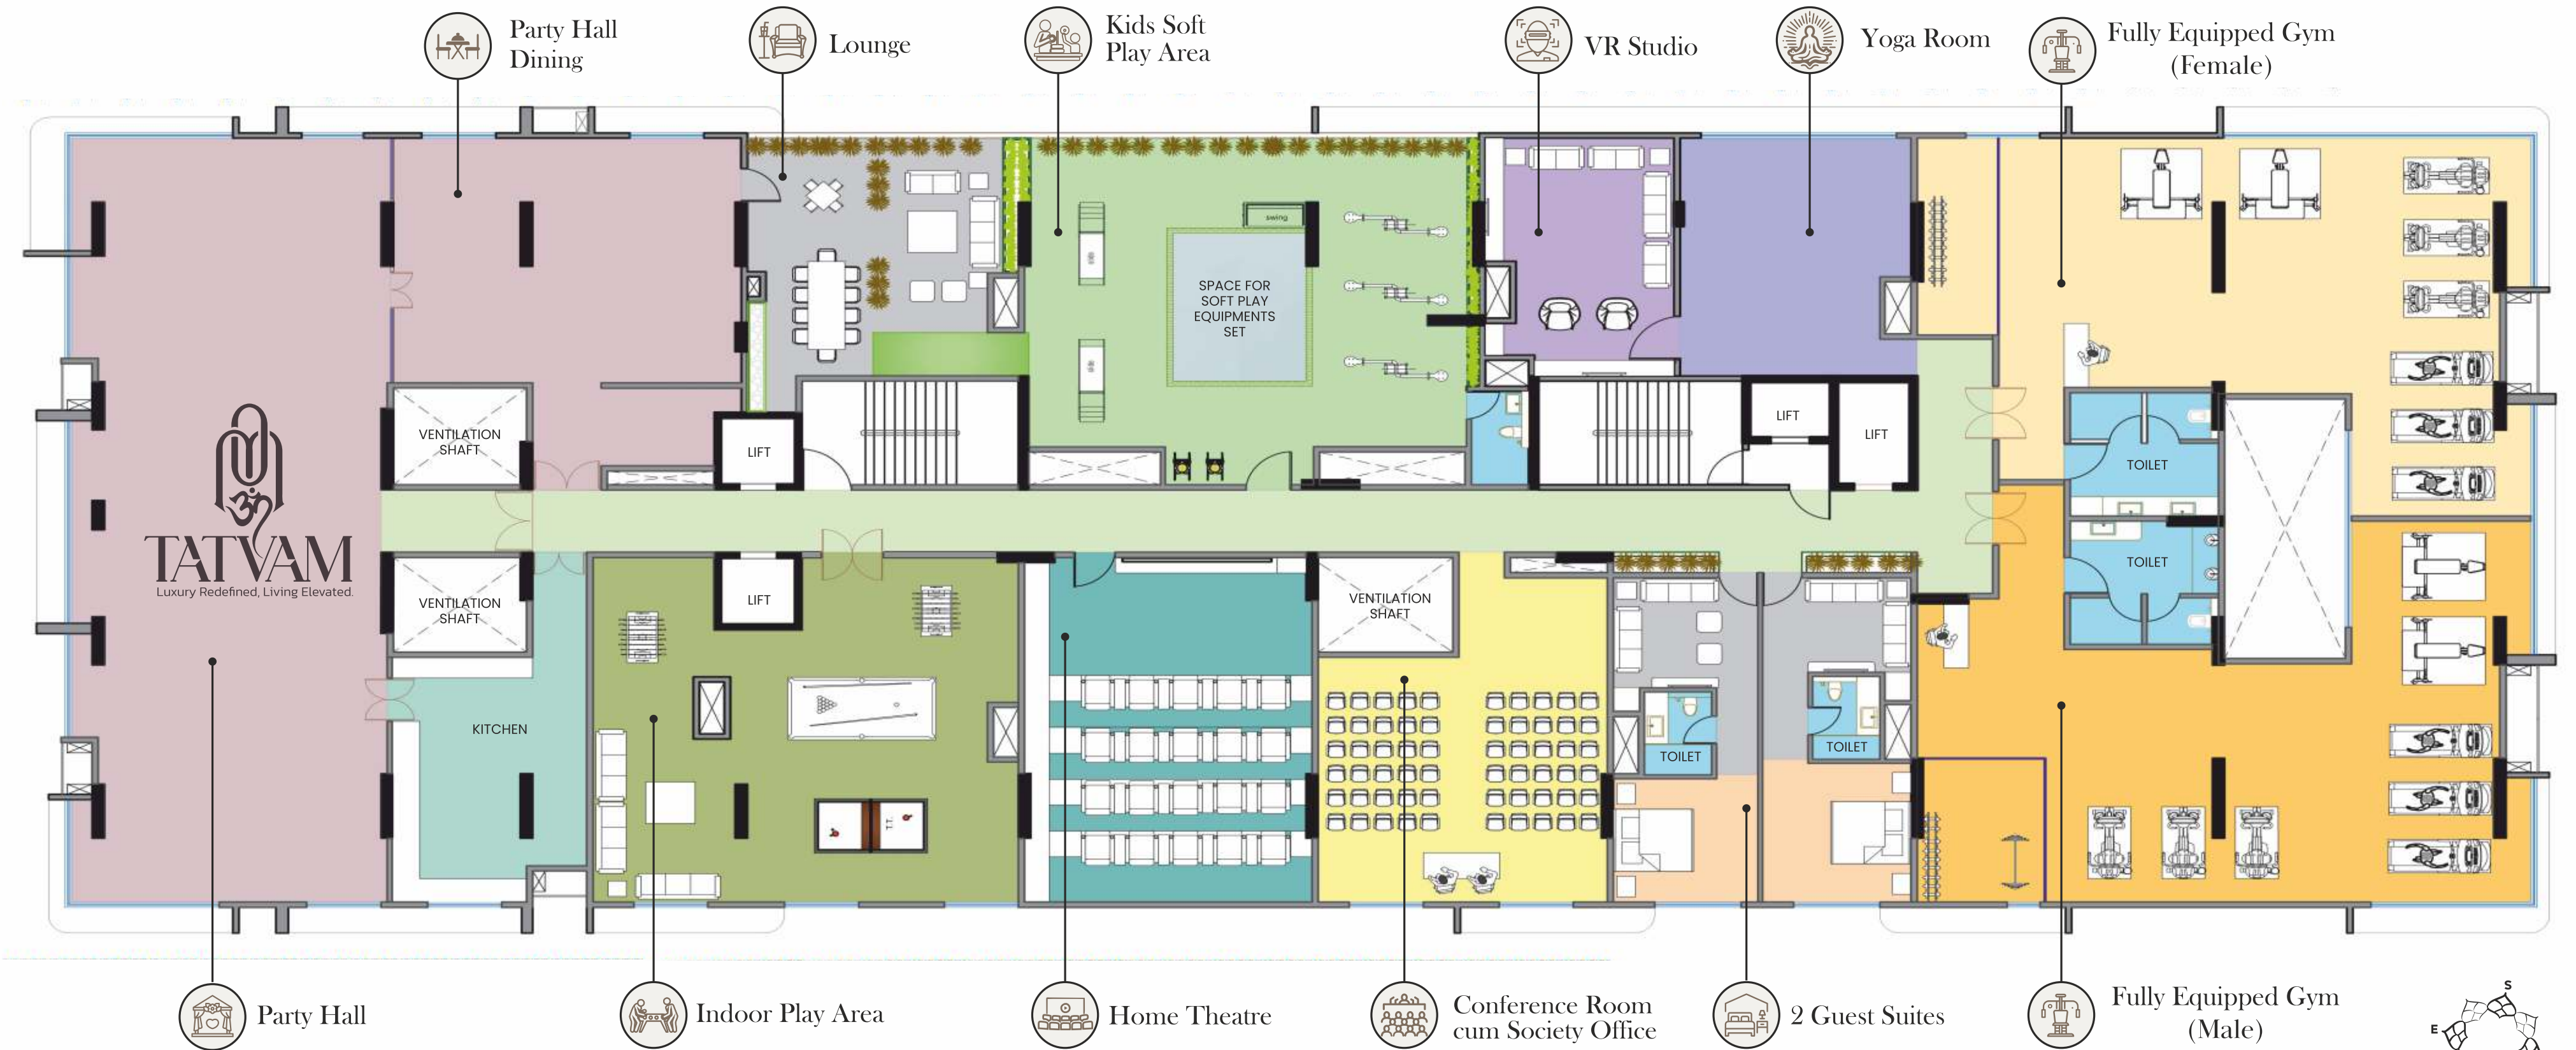 Party Hall
Dining
Lounge
Kids Soft
Play Area
VR Studio
Yoga Room
Fully Equipped Gym
(Female)
swing
SPACE FOR
SOFT PLAY
EQUIPMENTS
SET
VENTILATION
SHAFT
LIFT
LIFT
LIFT
TOILET
TATVAM
Luxury Redefined, Living Elevated.
VENTILATION
SHAFT
LIFT
VENTILATION
SHAFT
TOILET
KITCHEN
TOILET
TOILET
T.T.
Party Hall
Indoor Play Area
Home Theatre
Conference Room
cum Society Office
2 Guest Suites
Fully Equipped Gym
(Male)
S
E